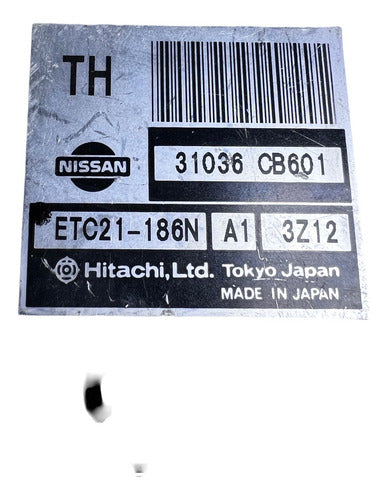 TH
NISSAN
31036 CB601
ETC21-186N A1 3Z12
Hitachi, Ltd. Tokyo Japan
MADE IN JAPAN